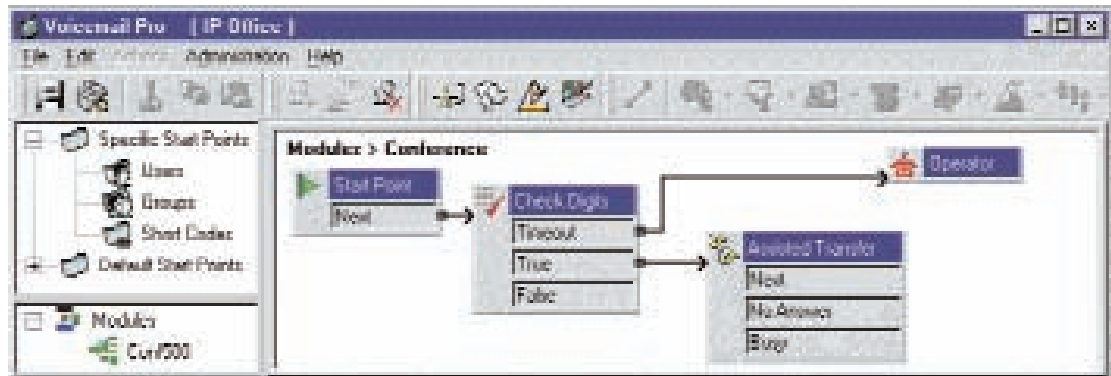 Voicemail Pro [ IP Office ]
File Edit Actions Administration Help
Specific Start Points
Users
Groups
Short Codes
Default Start Points
Modules
Conf500
Modules > Conference
Start Point
Next
Check Digits
Timeout
True
False
Operator
Assisted Transfer
Next
No Answer
Busy